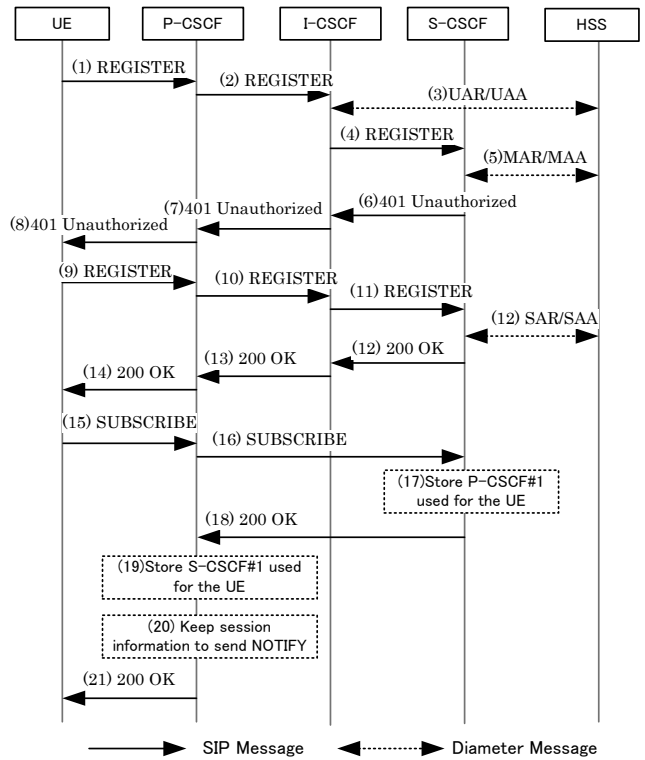 UE
P-CSCF
I-CSCF
S-CSCF
HSS
(1) REGISTER
(2) REGISTER
(3)UAR/UAA
(4) REGISTER
(5)MAR/MAA
(6)401 Unauthorized
(7)401 Unauthorized
(8)401 Unauthorized
(9) REGISTER
(10) REGISTER
(11) REGISTER
(12) SAR/SAA
(12) 200 OK
(13) 200 OK
(14) 200 OK
(15) SUBSCRIBE
(16) SUBSCRIBE
(17)Store P-CSCF#1
used for the UE
(18) 200 OK
(19)Store S-CSCF#1 used
for the UE
(20) Keep session
information to send NOTIFY
(21) 200 OK
SIP Message
Diameter Message